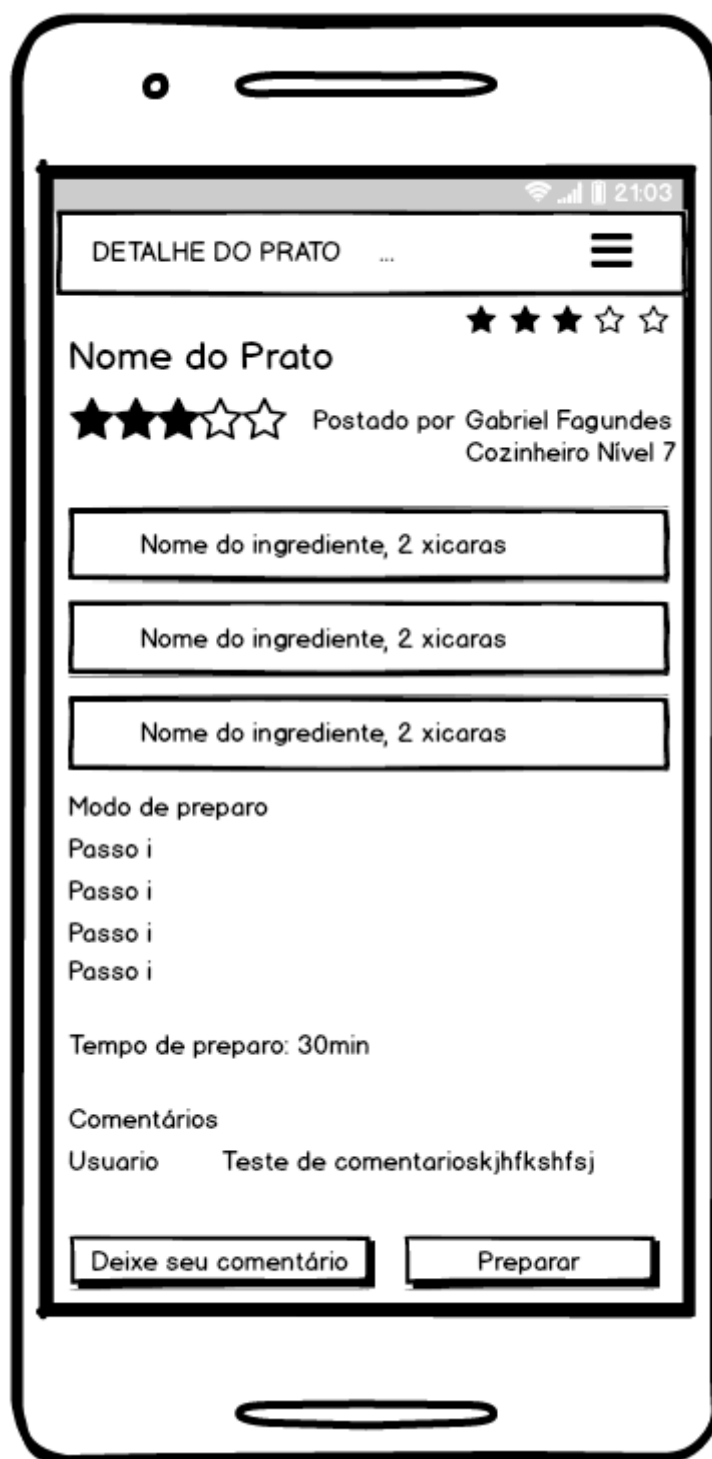 21:03
DETALHE DO PRATO ...
Nome do Prato
Postado por Gabriel Fagundes
Cozinheiro Nível 7
Nome do ingrediente, 2 xicaras
Nome do ingrediente, 2 xicaras
Nome do ingrediente, 2 xicaras
Modo de preparo
Passo i
Passo i
Passo i
Passo i
Tempo de preparo: 30min
Comentários
Usuario Teste de comentarioskjhfkshfsj
Deixe seu comentário Preparar